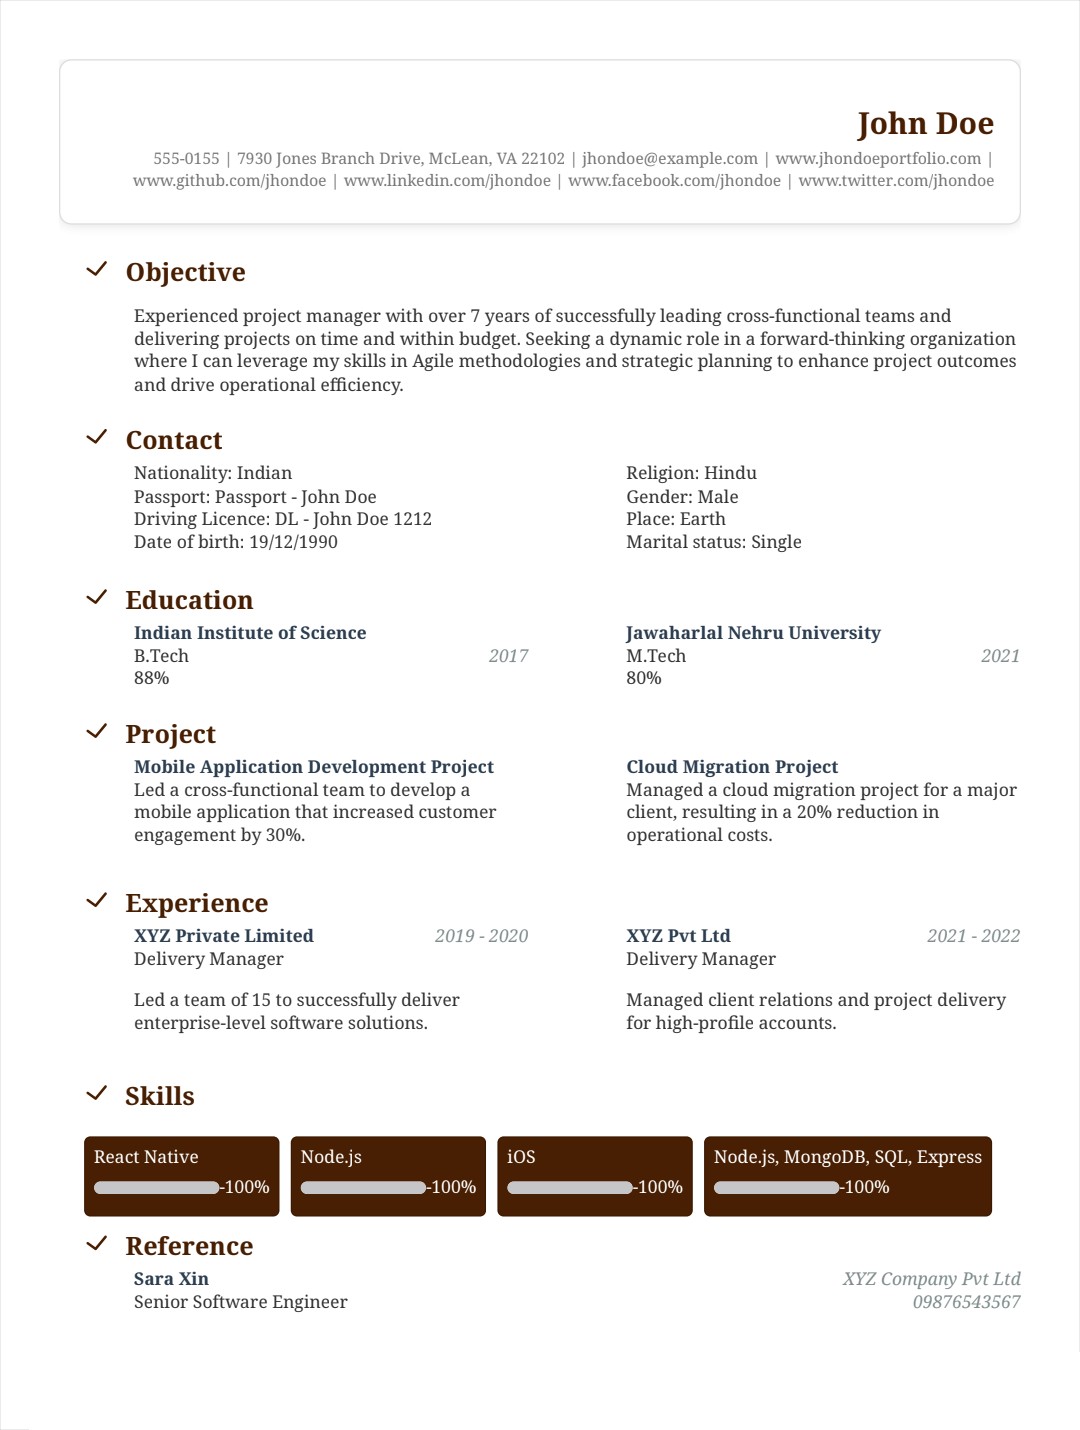 John Doe
555-0155 | 7930 Jones Branch Drive, McLean, VA 22102 | jhondoe@example.com | www.jhondoeportfolio.com |
www.github.com/jhondoe | www.linkedin.com/jhondoe | www.facebook.com/jhondoe | www.twitter.com/jhondoe
Objective
Experienced project manager with over 7 years of successfully leading cross-functional teams and
delivering projects on time and within budget. Seeking a dynamic role in a forward-thinking organization
where I can leverage my skills in Agile methodologies and strategic planning to enhance project outcomes
and drive operational efficiency.
Contact
Nationality: Indian
Passport: Passport - John Doe
Driving Licence: DL - John Doe 1212
Date of birth: 19/12/1990
Religion: Hindu
Gender: Male
Place: Earth
Marital status: Single
Education
Indian Institute of Science
B.Tech 2017
88%
Jawaharlal Nehru University
M.Tech 2021
80%
Project
Mobile Application Development Project
Led a cross-functional team to develop a
mobile application that increased customer
engagement by 30%.
Cloud Migration Project
Managed a cloud migration project for a major
client, resulting in a 20% reduction in
operational costs.
Experience
XYZ Private Limited 2019 - 2020
Delivery Manager
Led a team of 15 to successfully deliver
enterprise-level software solutions.
XYZ Pvt Ltd 2021 - 2022
Delivery Manager
Managed client relations and project delivery
for high-profile accounts.
Skills
React Native
-100%
Node.js
-100%
iOS
-100%
Node.js, MongoDB, SQL, Express
-100%
Reference
Sara Xin XYZ Company Pvt Ltd
Senior Software Engineer 09876543567